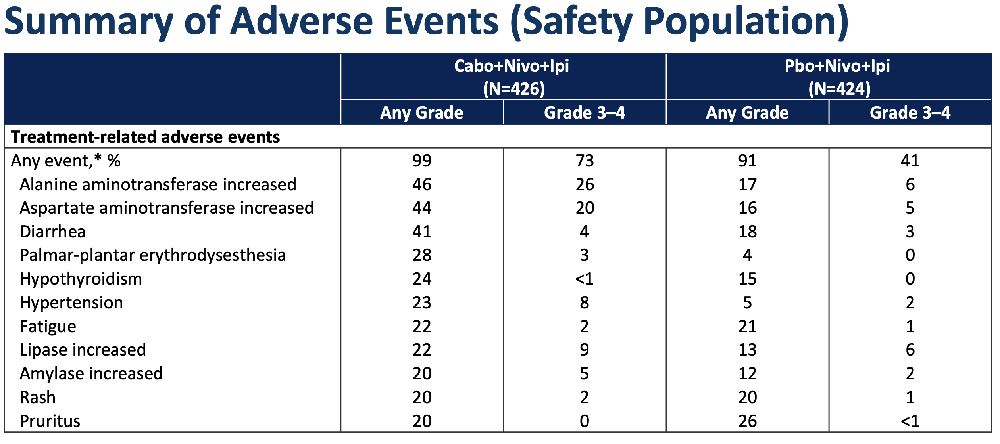 Summary of Adverse Events (Safety Population)
Cabo+Nivo+Ipi Pbo+Nivo+Ipi
(N=426) (N=424)
Any Grade Grade 3–4 Any Grade Grade 3–4
Treatment-related adverse events
Any event,* % 99 73 91 41
Alanine aminotransferase increased 46 26 17 6
Aspartate aminotransferase increased 44 20 16 5
Diarrhea 41 4 18 3
Palmar-plantar erythrodysesthesia 28 3 4 0
Hypothyroidism 24 <1 15 0
Hypertension 23 8 5 2
Fatigue 22 2 21 1
Lipase increased 22 9 13 6
Amylase increased 20 5 12 2
Rash 20 2 20 1
Pruritus 20 0 26 <1